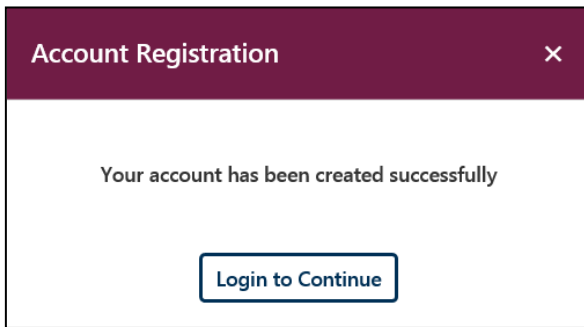 Account Registration
Your account has been created successfully
Login to Continue